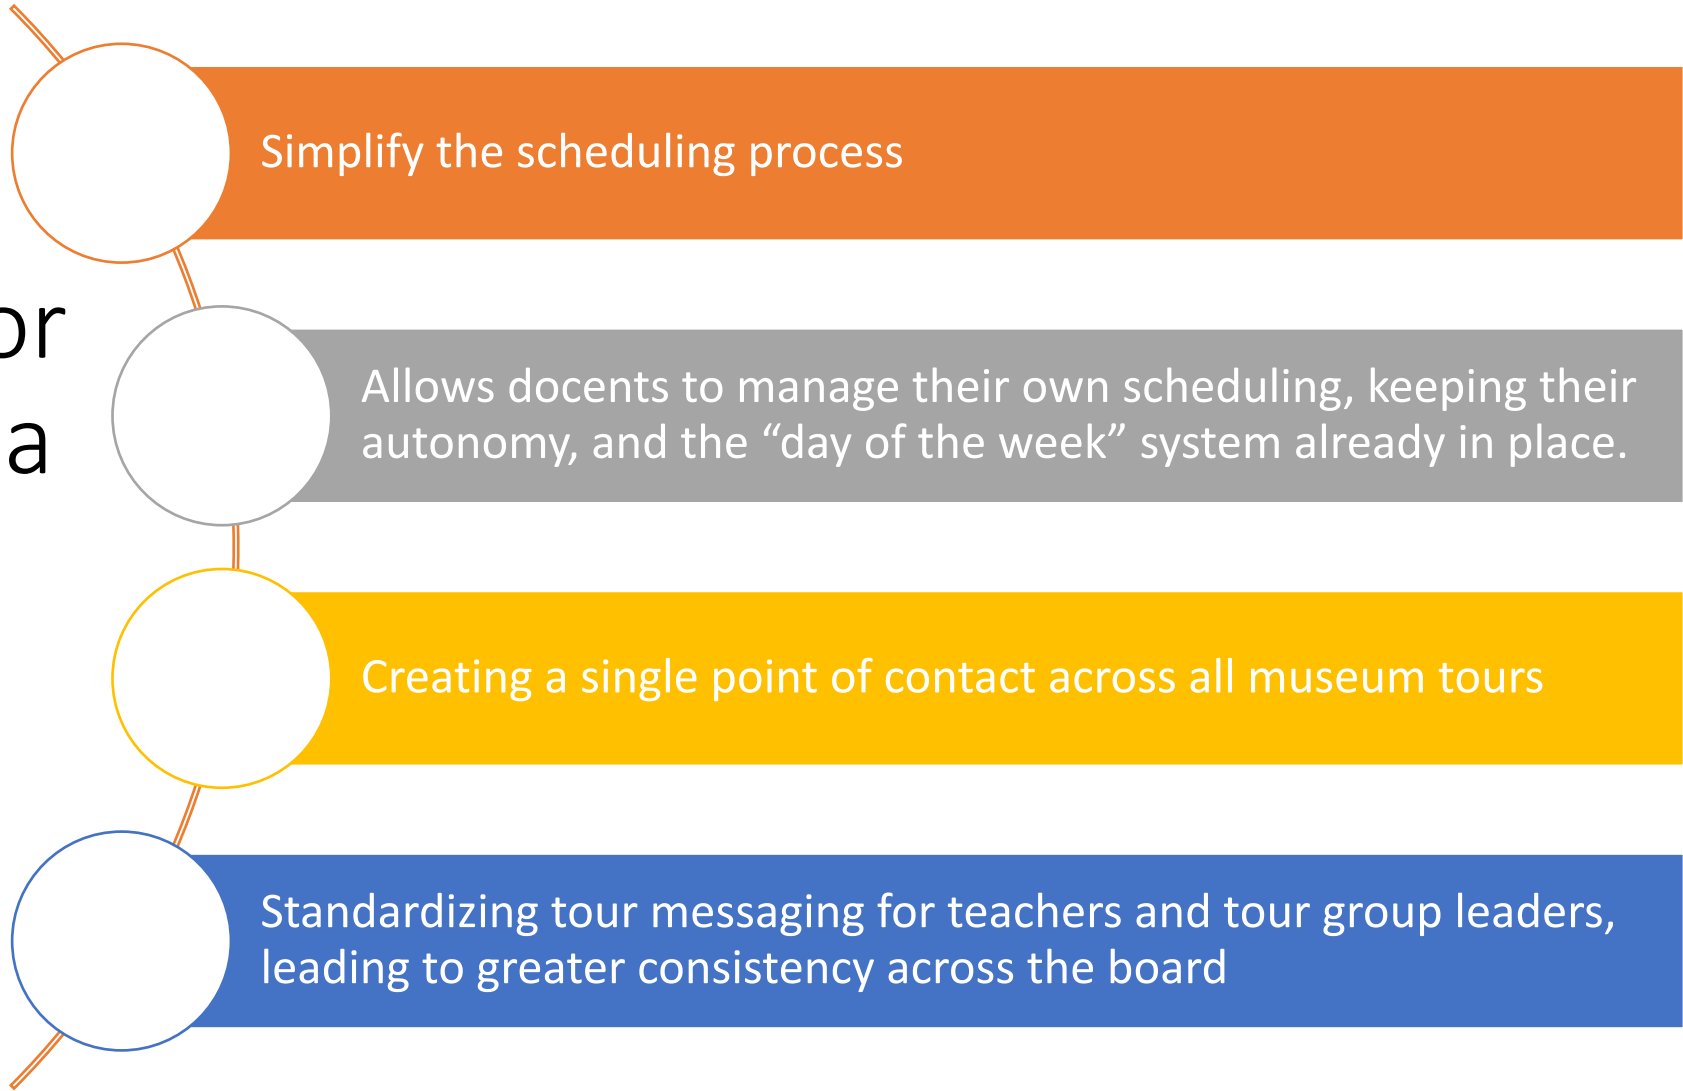 Simplify the scheduling process
or
a
Allows docents to manage their own scheduling, keeping their
autonomy, and the “day of the week” system already in place.
Creating a single point of contact across all museum tours
Standardizing tour messaging for teachers and tour group leaders,
leading to greater consistency across the board